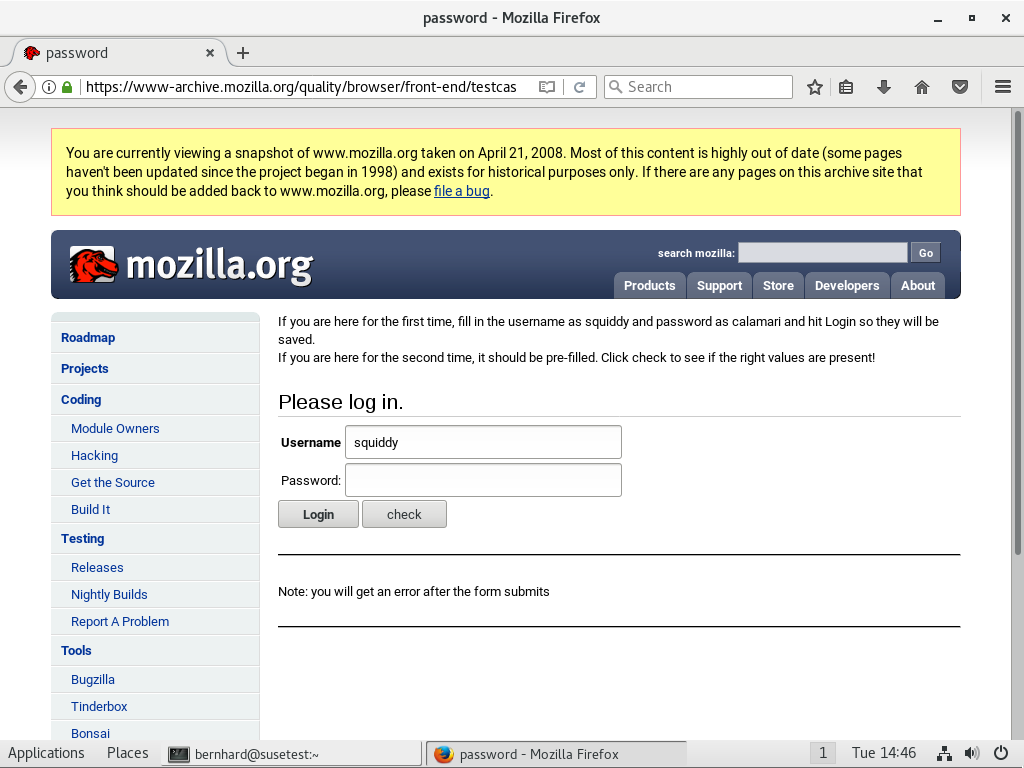 password - Mozilla Firefox
password
https://www-archive.mozilla.org/quality/browser/front-end/testcas
Search
You are currently viewing a snapshot of www.mozilla.org taken on April 21, 2008. Most of this content is highly out of date (some pages
haven't been updated since the project began in 1998) and exists for historical purposes only. If there are any pages on this archive site that
you think should be added back to www.mozilla.org, please file a bug.
mozilla.org
search mozilla:
Go
Products Support Store Developers About
Roadmap
Projects
Coding
Module Owners
Hacking
Get the Source
Build It
Testing
Releases
Nightly Builds
Report A Problem
Tools
Bugzilla
Tinderbox
Bonsai
If you are here for the first time, fill in the username as squiddy and password as calamari and hit Login so they will be
saved.
If you are here for the second time, it should be pre-filled. Click check to see if the right values are present!
Please log in.
Username squiddy
Password:
Login check
Note: you will get an error after the form submits
Applications Places bernhard@susetest:~ password - Mozilla Firefox 1 Tue 14:46